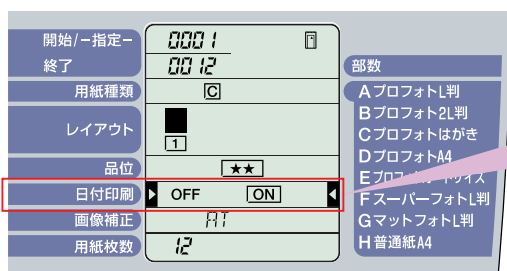 開始/-指定-
0001
終了
0012
用紙種類
C
レイアウト
1
品位
★★
日付印刷
OFF ON
画像補正
AT
用紙枚数
12
部数
Aプロフォトl判
Bプロフォト2L判
Cプロフォトはがき
DプロフォトA4
Fスーパーフォトl判
Gマットフォトl判
H普通紙A4